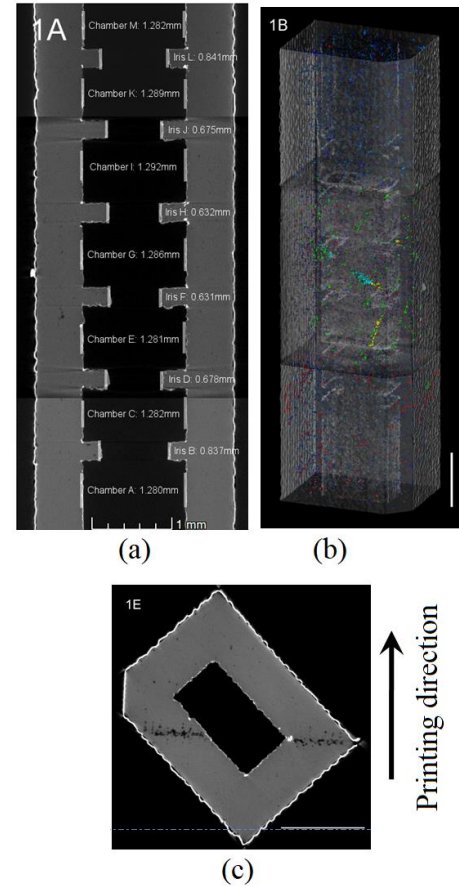 1A
Chamber M: 1.282mm
Iris L: 0.841mm
Chamber K: 1.289mm
Iris J: 0.675mm
Chamber I: 1.292mm
Iris H: 0.632mm
Chamber G: 1.286mm
Iris F: 0.631mm
Chamber E: 1.281mm
Iris D: 0.678mm
Chamber C: 1.282mm
Iris B: 0.837mm
Chamber A: 1.280mm
1 mm
(a)
1B
(b)
1E
Printing direction
(c)